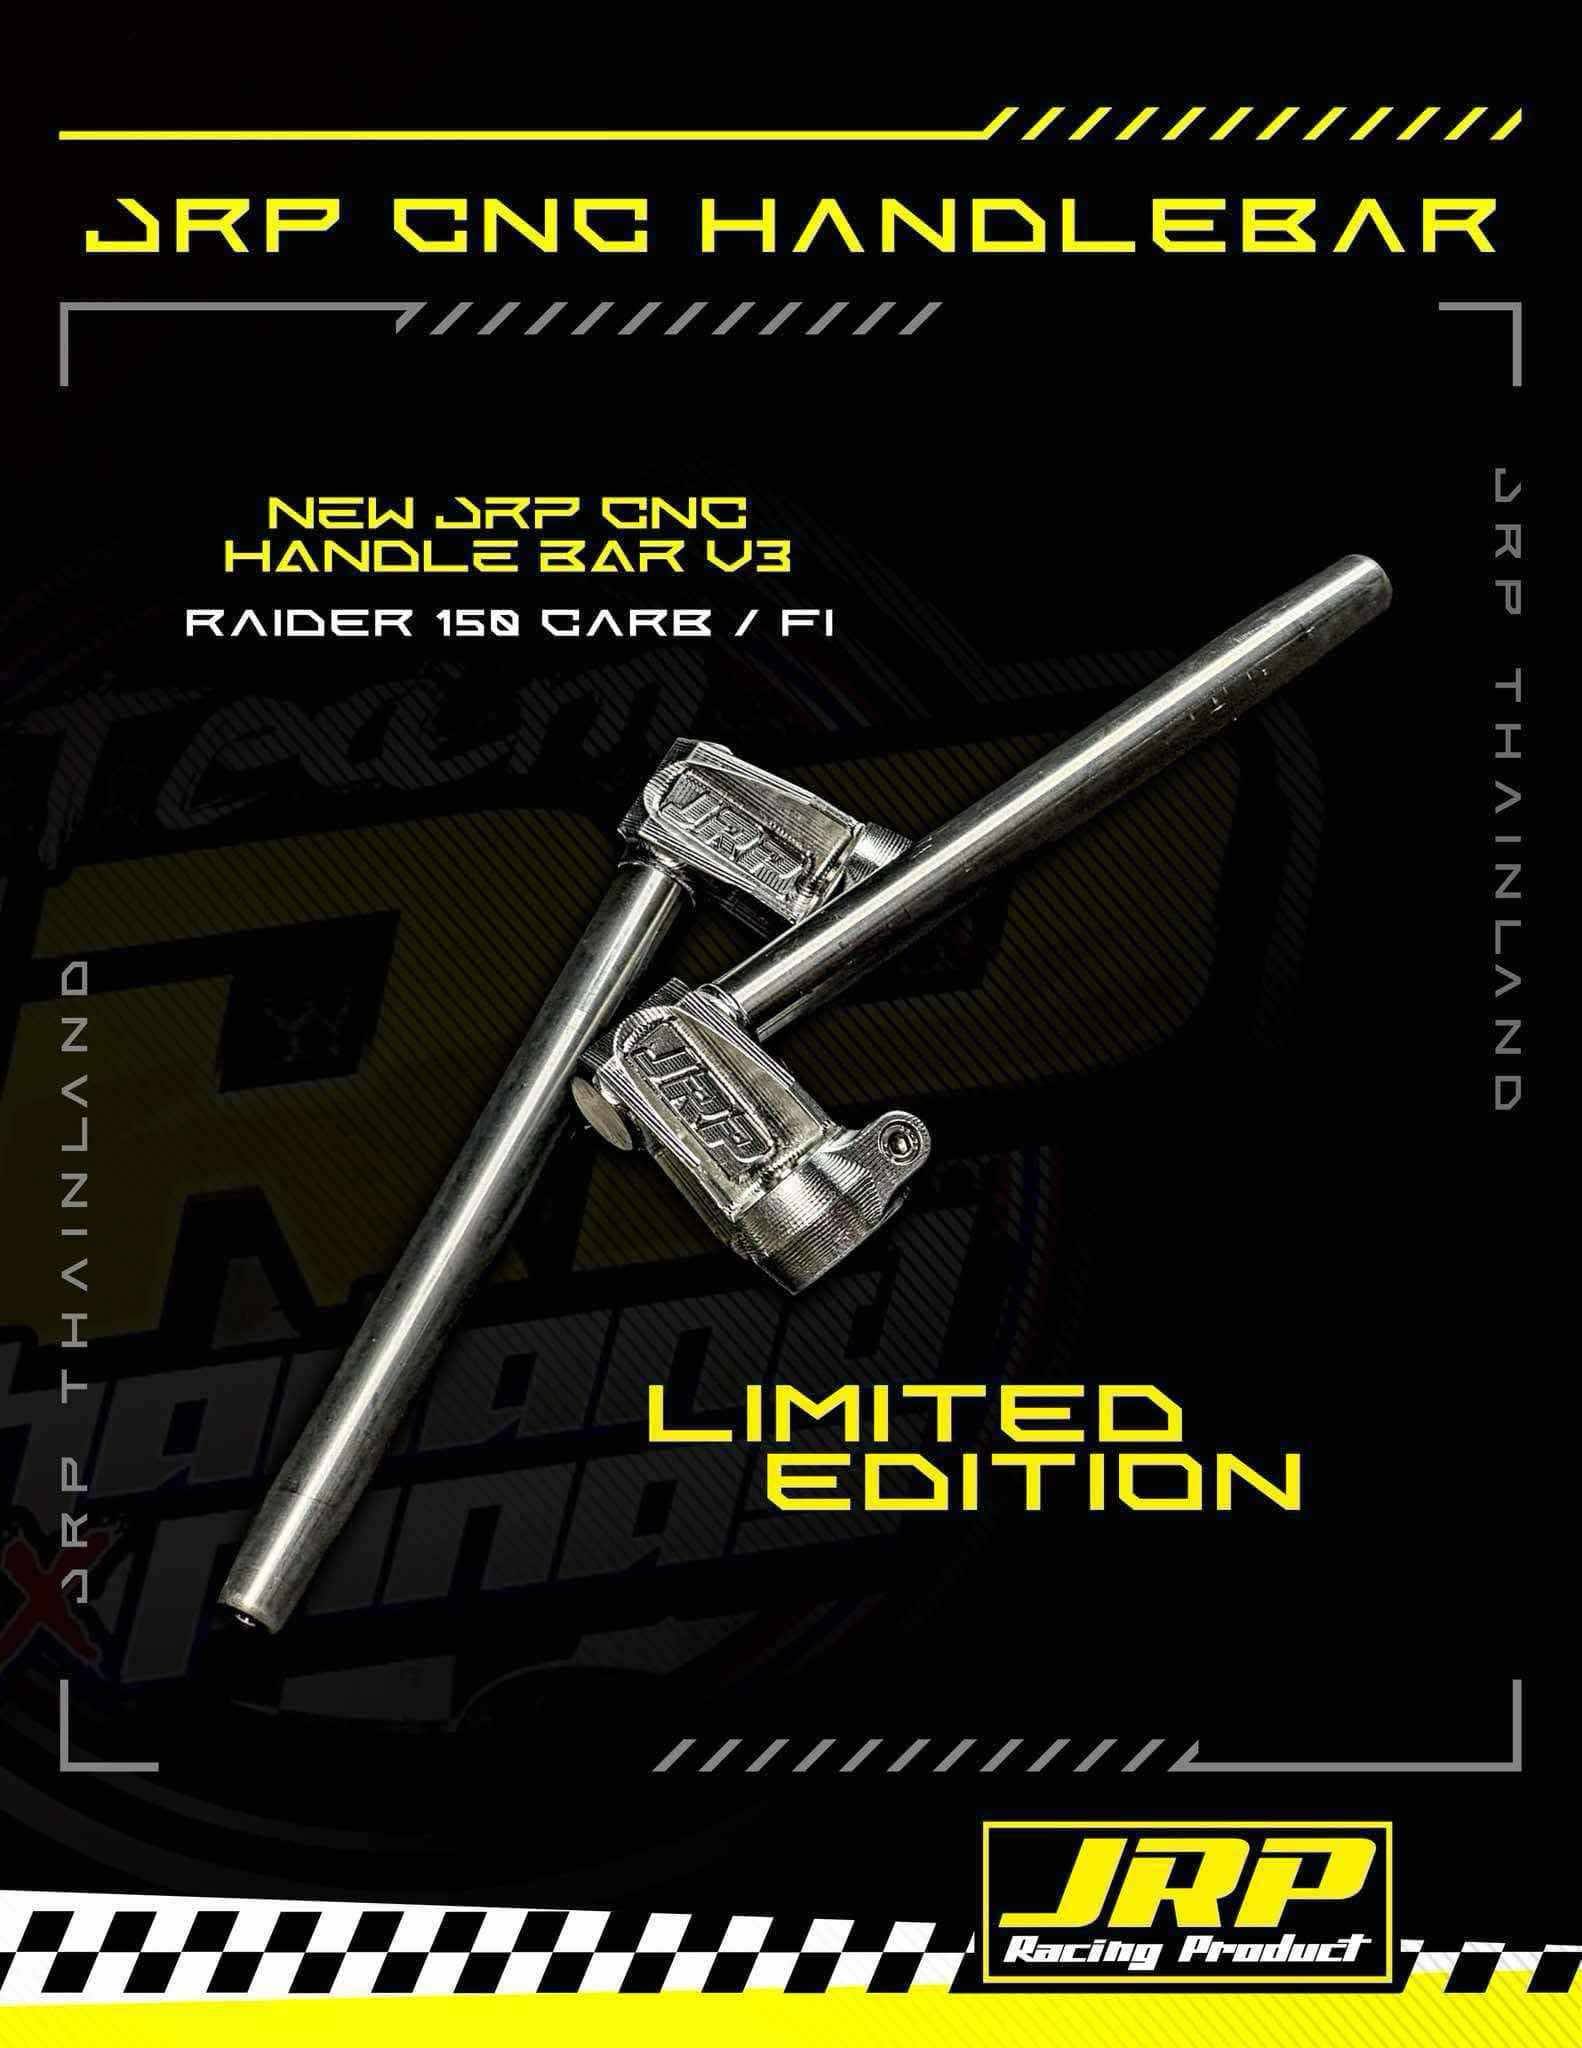 JRP CNC HANDLEBAR
NEW JRP CNC
HANDLE BAR V3
RAIDER 150 CARB / FI
JRP THAINLAND
Team
JRP
JRP
JRP THAINLAND
LIMITED
EDITION
JRP
Racing Product